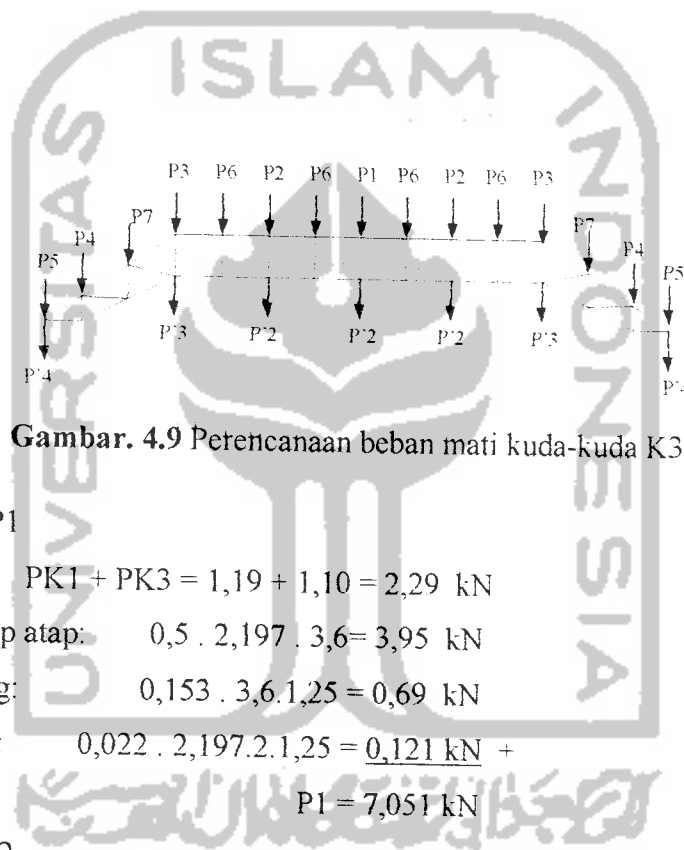 ISLAM
UNIVERSITAS
INDONESIA
P3 P6 P2 P6 P1 P6 P2 P6 P3
P7 P7
P4 P4
P5 P5
P'3 P'2 P'2 P'2 P'3
P'4
Gambar. 4.9 Perencanaan beban mati kuda-kuda K3
PK1 + PK3 = 1,19 + 1,10 = 2,29 kN
p atap: 0,5 . 2,197 . 3,6= 3,95 kN
g: 0,153 . 3,6.1,25 = 0,69 kN
0,022 . 2,197.2.1,25 = 0,121 kN +
P1 = 7,051 kN